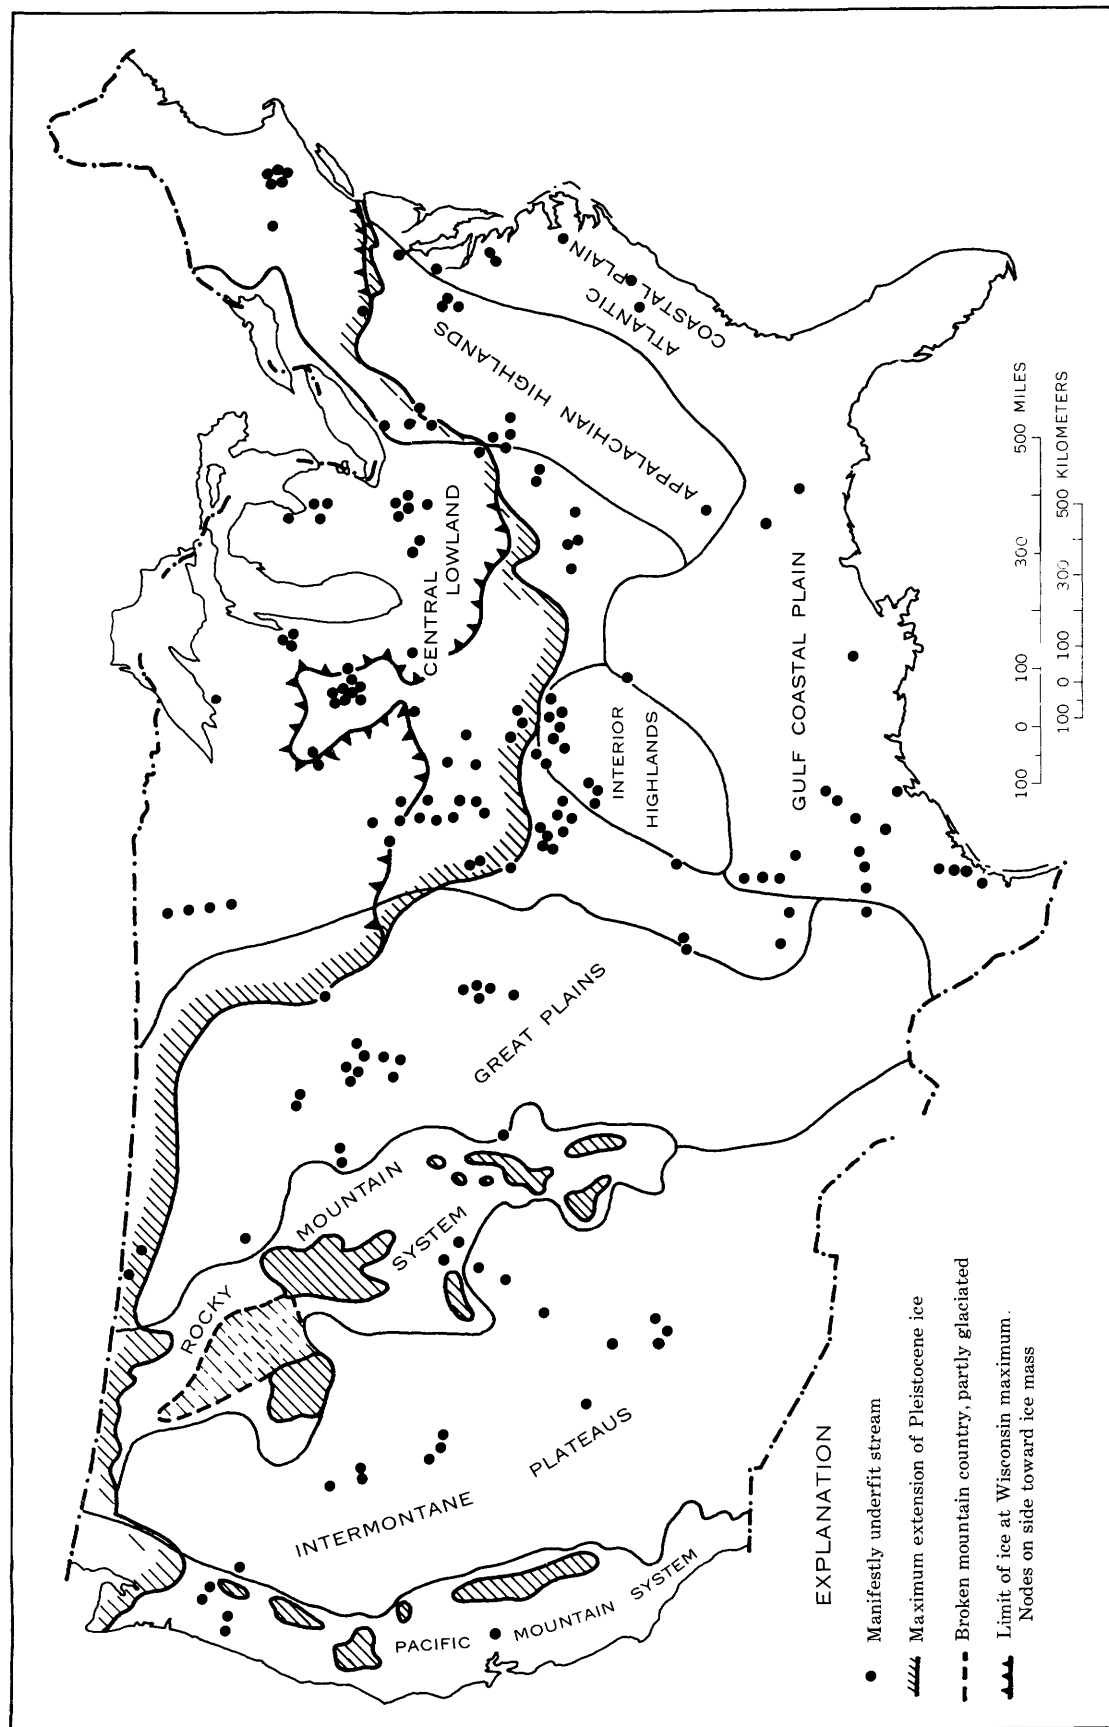 ROCKY
MOUNTAIN
SYSTEM
GREAT PLAINS
INTERMONTANE
PLATEAUS
PACIFIC
MOUNTAIN SYSTEM
CENTRAL
LOWLAND
INTERIOR
HIGHLANDS
APPALACHIAN HIGHLANDS
ATLANTIC
COASTAL PLAIN
GULF COASTAL PLAIN
EXPLANATION
Manifestly underfit stream
Maximum extension of Pleistocene ice
Broken mountain country, partly glaciated
Limit of ice at Wisconsin maximum.
Nodes on side toward ice mass
100 0 100 300 500 MILES
100 0 100 300 500 KILOMETERS